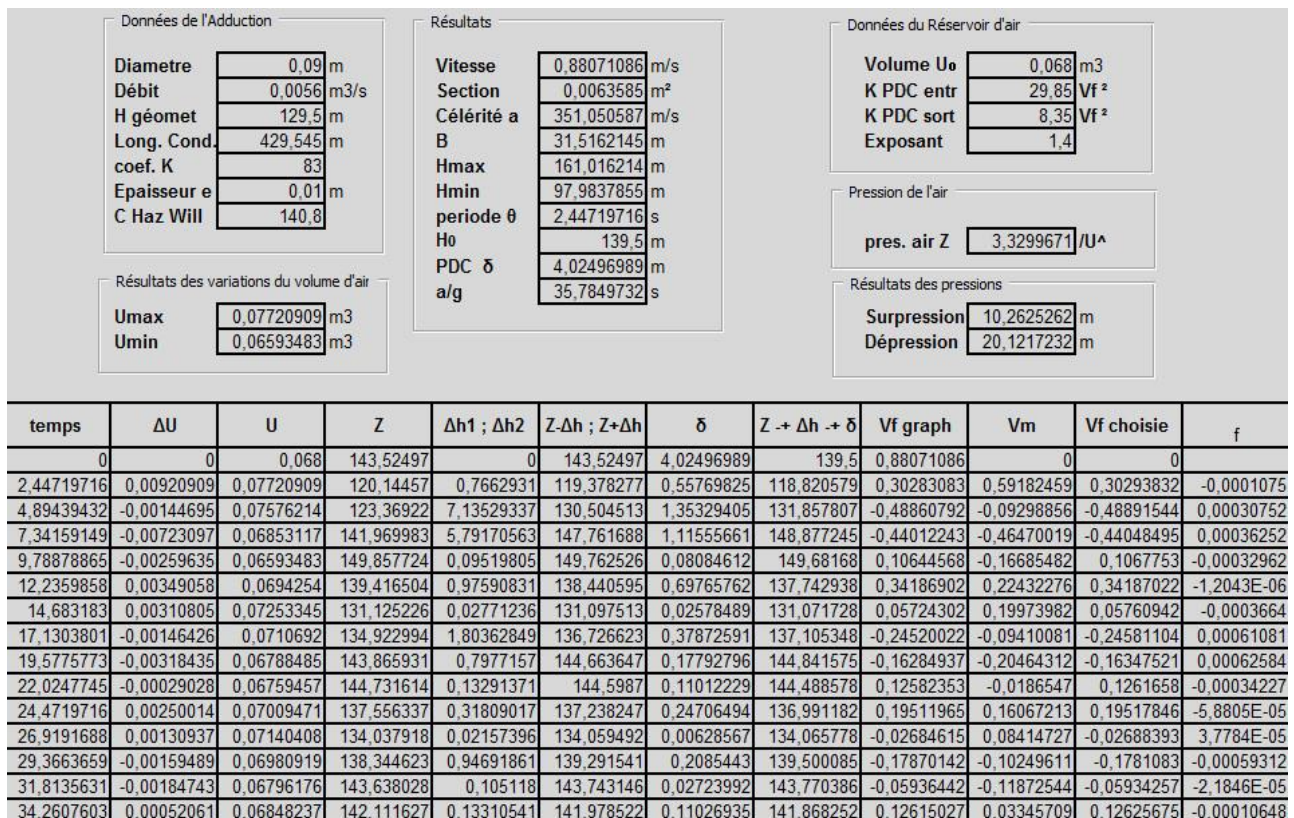 Données de l'Adduction
Diametre 0,09 m
Débit 0,0056 m3/s
H géomet 129,5 m
Long. Cond. 429,545 m
coef. K 83
Epaisseur e 0,01 m
C Haz Will 140,8
Résultats des variations du volume d'air
Umax 0,07720909 m3
Umin 0,06593483 m3
Résultats
Vitesse 0,88071086 m/s
Section 0,0063585 m²
Célérité a 351,050587 m/s
B 31,5162145 m
Hmax 161,016214 m
Hmin 97,9837855 m
periode θ 2,44719716 s
H0 139,5 m
PDC δ 4,02496989 m
a/g 35,7849732 s
Données du Réservoir d'air
Volume U0 0,068 m3
K PDC entr 29,85 Vf ²
K PDC sort 8,35 Vf ²
Exposant 1,4
Pression de l'air
pres. air Z 3,3299671 /U^
Résultats des pressions
Surpression 10,2625262 m
Dépression 20,1217232 m
temps ΔU U Z Δh1 ; Δh2 Z-Δh ; Z+Δh δ Z -+ Δh -+ δ Vf graph Vm Vf choisie f
0 0 0,068 143,52497 0 143,52497 4,02496989 139,5 0,88071086 0 0
2,44719716 0,00920909 0,07720909 120,14457 0,7662931 119,378277 0,55769825 118,820579 0,30283083 0,59182459 0,30293832 -0,0001075
4,89439432 -0,00144695 0,07576214 123,36922 7,13529337 130,504513 1,35329405 131,857807 -0,48860792 -0,09298856 -0,48891544 0,00030752
7,34159149 -0,00723097 0,06853117 141,969983 5,79170563 147,761688 1,11555661 148,877245 -0,44012243 -0,46470019 -0,44048495 0,00036252
9,78878865 -0,00259635 0,06593483 149,857724 0,09519805 149,762526 0,08084612 149,68168 0,10644568 -0,16685482 0,1067753 -0,00032962
12,2359858 0,00349058 0,0694254 139,416504 0,97590831 138,440595 0,69765762 137,742938 0,34186902 0,22432276 0,34187022 -1,2043E-06
14,683183 0,00310805 0,07253345 131,125226 0,02771236 131,097513 0,02578489 131,071728 0,05724302 0,19973982 0,05760942 -0,0003664
17,1303801 -0,00146426 0,0710692 134,922994 1,80362849 136,726623 0,37872591 137,105348 -0,24520022 -0,09410081 -0,24581104 0,00061081
19,5775773 -0,00318435 0,06788485 143,865931 0,7977157 144,663647 0,17792796 144,841575 -0,16284937 -0,20464312 -0,16347521 0,00062584
22,0247745 -0,00029028 0,06759457 144,731614 0,13291371 144,5987 0,11012229 144,488578 0,12582353 -0,0186547 0,1261658 -0,00034227
24,4719716 0,00250014 0,07009471 137,556337 0,31809017 137,238247 0,24706494 136,991182 0,19511965 0,16067213 0,19517846 -5,8805E-05
26,9191688 0,00130937 0,07140408 134,037918 0,02157396 134,059492 0,00628567 134,065778 -0,02684615 0,08414727 -0,02688393 3,7784E-05
29,3663659 -0,00159489 0,06980919 138,344623 0,94691861 139,291541 0,2085443 139,500085 -0,17870142 -0,10249611 -0,1781083 -0,00059312
31,8135631 -0,00184743 0,06796176 143,638028 0,105118 143,743146 0,02723992 143,770386 -0,05936442 -0,11872544 -0,05934257 -2,1846E-05
34,2607603 0,00052061 0,06848237 142,111627 0,13310541 141,978522 0,11026935 141,868252 0,12615027 0,03345709 0,12625675 -0,00010648